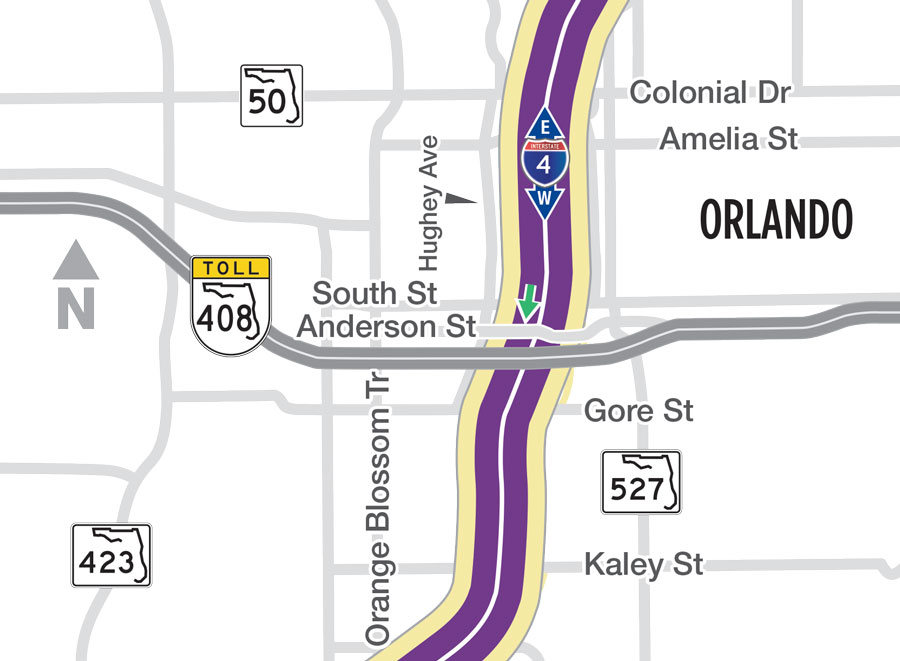 Colonial Dr
50
E
Amelia St
INTERSTATE
4
Hughey Ave
W
ORLANDO
TOLL
408
N
South St
Anderson St
Orange Blossom Tr
Gore St
527
423
Kaley St